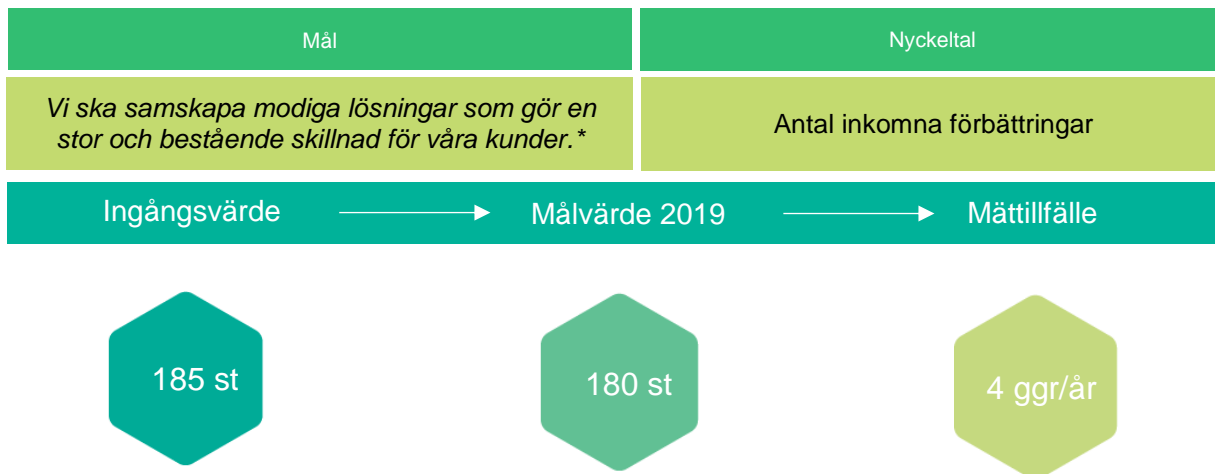 Mål
Nyckeltal
Vi ska samskapa modiga lösningar som gör en
stor och bestående skillnad för våra kunder.*
Antal inkomna förbättringar
Ingångsvärde
Målvärde 2019
Mättillfälle
185 st
180 st
4 ggr/år